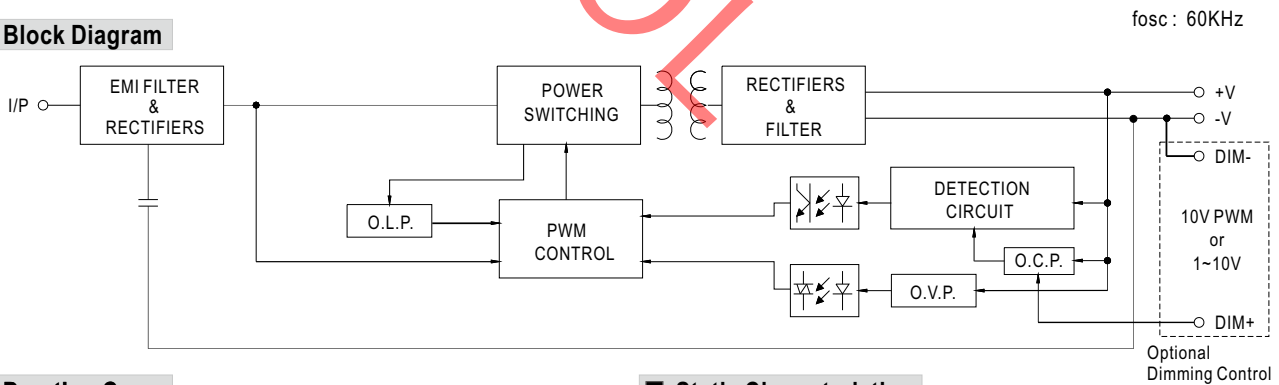 fosc : 60KHz
Block Diagram
I/P
EMI FILTER
&
RECTIFIERS
POWER
SWITCHING
RECTIFIERS
&
FILTER
+V
-V
DIM-
O.L.P.
PWM
CONTROL
DETECTION
CIRCUIT
O.C.P.
O.V.P.
10V PWM
or
1~10V
DIM+
Optional
Dimming Control